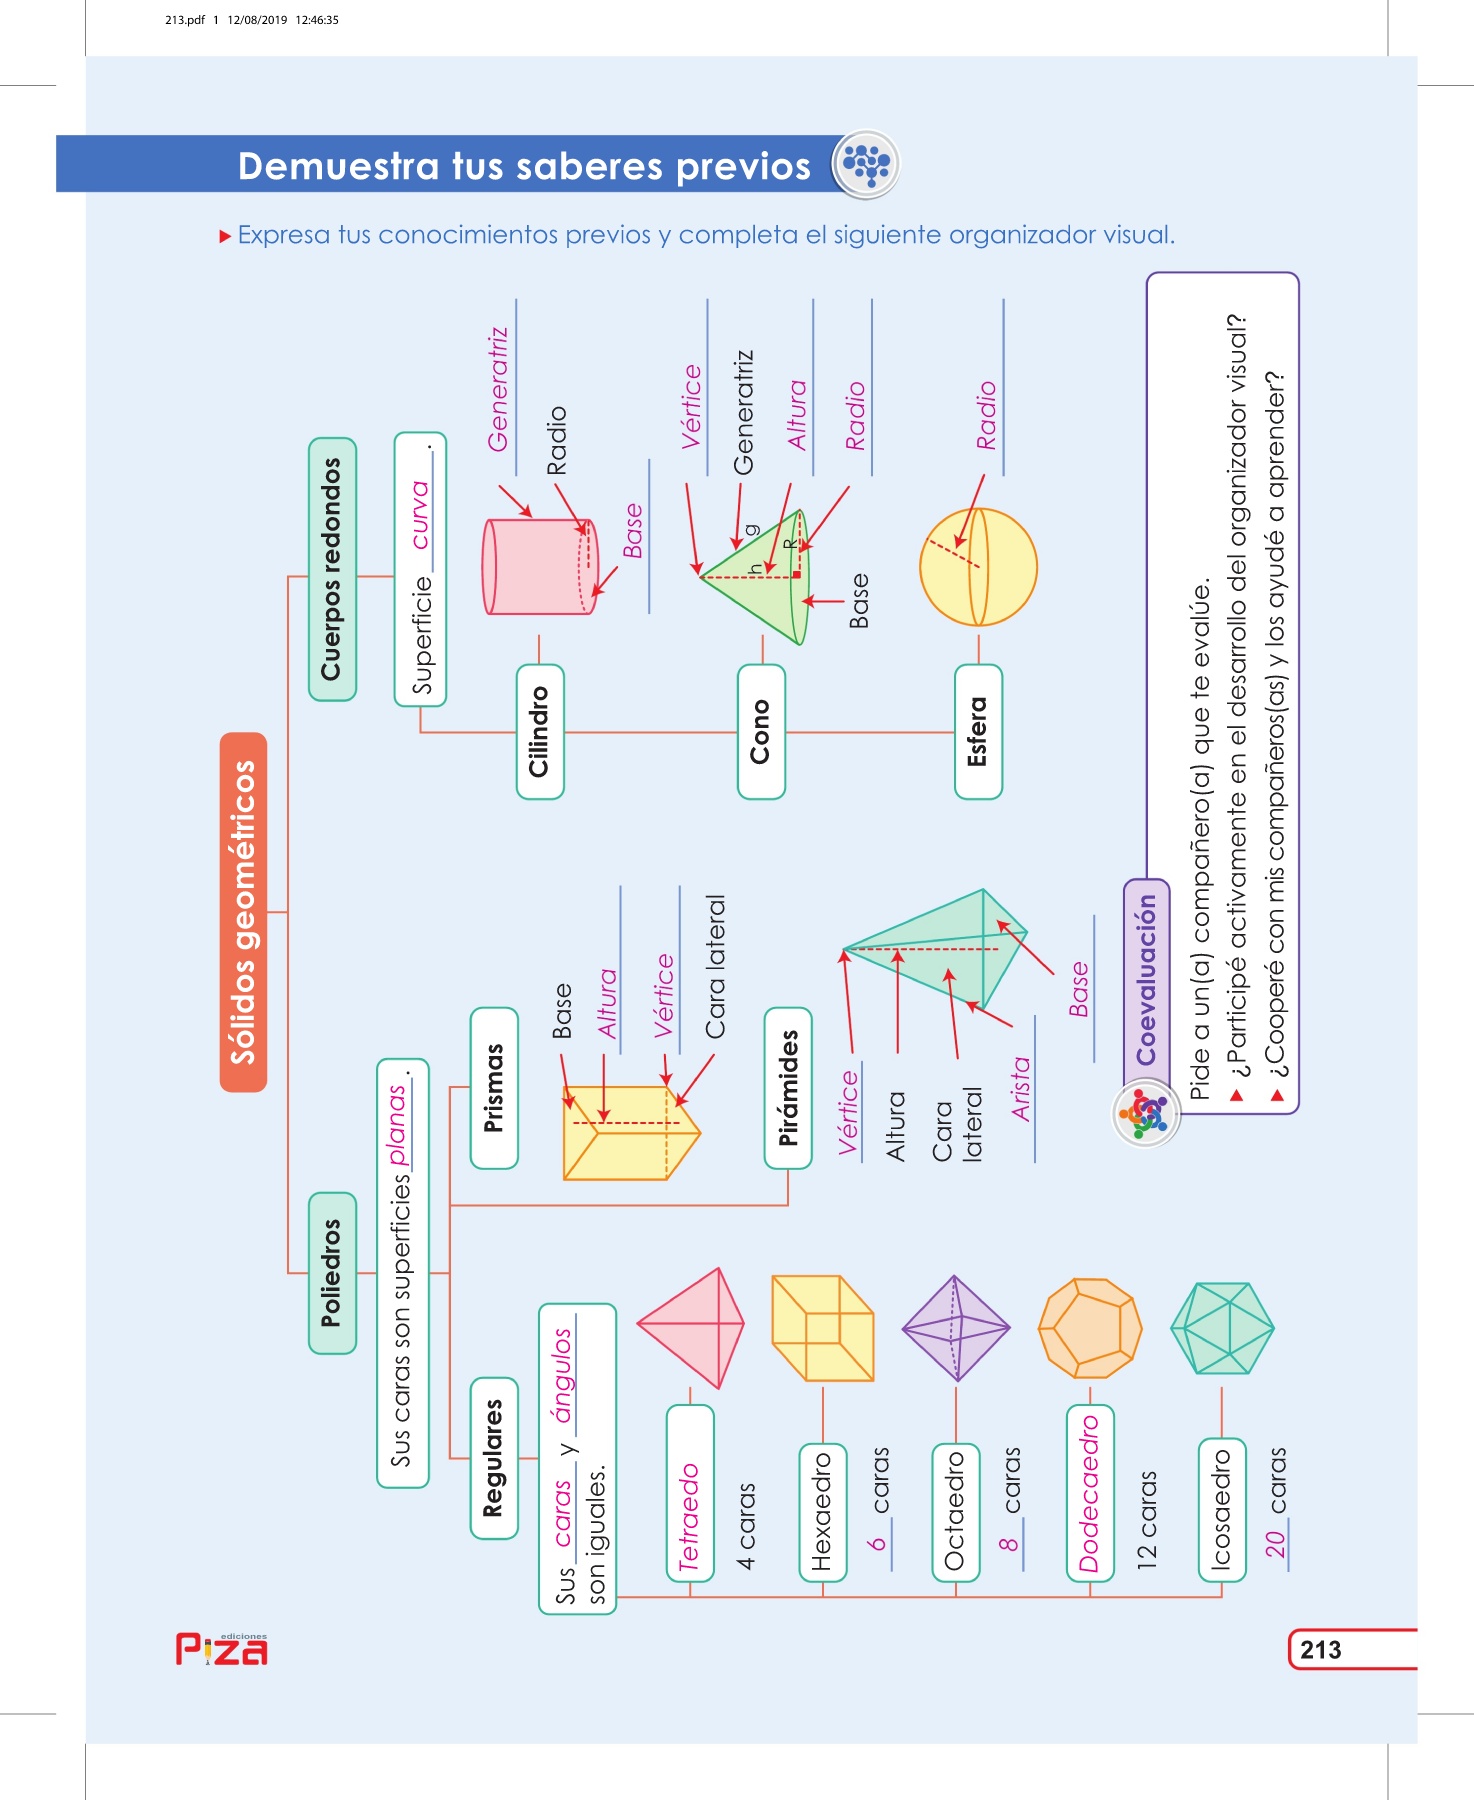 213.pdf 1 12/08/2019 12:46:35
Demuestra tus saberes previos
Expresa tus conocimientos previos y completa el siguiente organizador visual.
Sólidos geométricos
Poliedros
Sus caras son superficies planas.
Regulares
Sus caras y ángulos
son iguales.
Tetraedo
4 caras
Hexaedro
6 caras
Octaedro
8 caras
Dodecaedro
12 caras
Icosaedro
20 caras
Prismas
Base
Altura
Vértice
Cara lateral
Pirámides
Vértice
Altura
Cara
lateral
Arista
Base
Cuerpos redondos
Superficie curva.
Cilindro
Generatriz
Radio
Base
Cono
Vértice
Generatriz
Altura
Radio
Base
g
h
R
Esfera
Radio
Coevaluación
Pide a un(a) compañero(a) que te evalúe.
¿Participé activamente en el desarrollo del organizador visual?
¿Cooperé con mis compañeros(as) y los ayudé a aprender?
ediciones
Piza
213